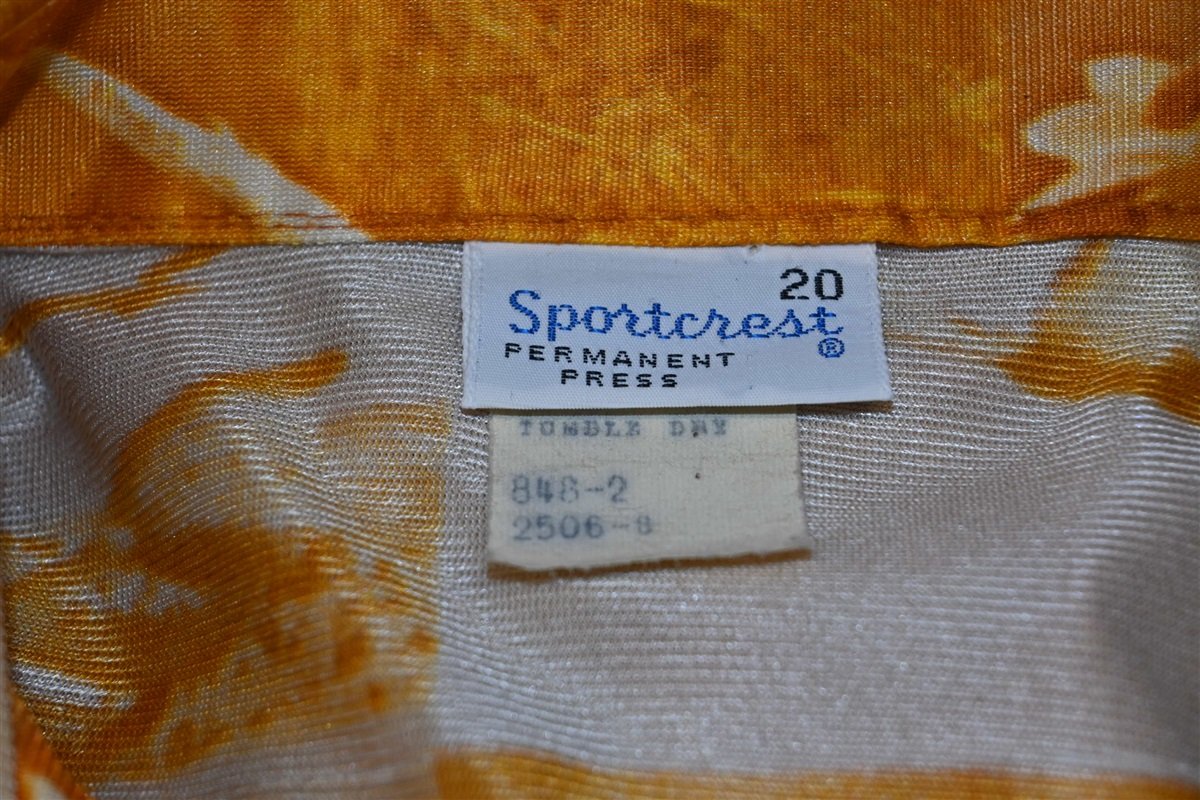 20
Sportcrest®
PERMANENT
PRESS
TUMBLE DRY
848-2
2506-8